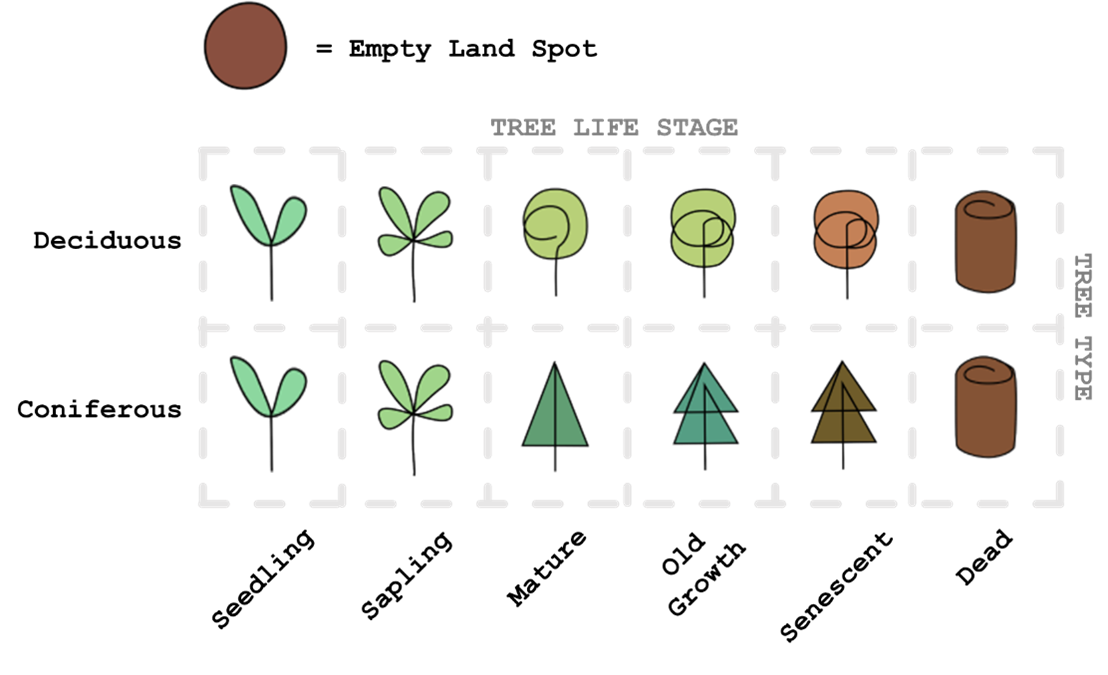 = Empty Land Spot
TREE LIFE STAGE
Deciduous
Coniferous
TREE TYPE
Seedling
Sapling
Mature
Old
Growth
Senescent
Dead